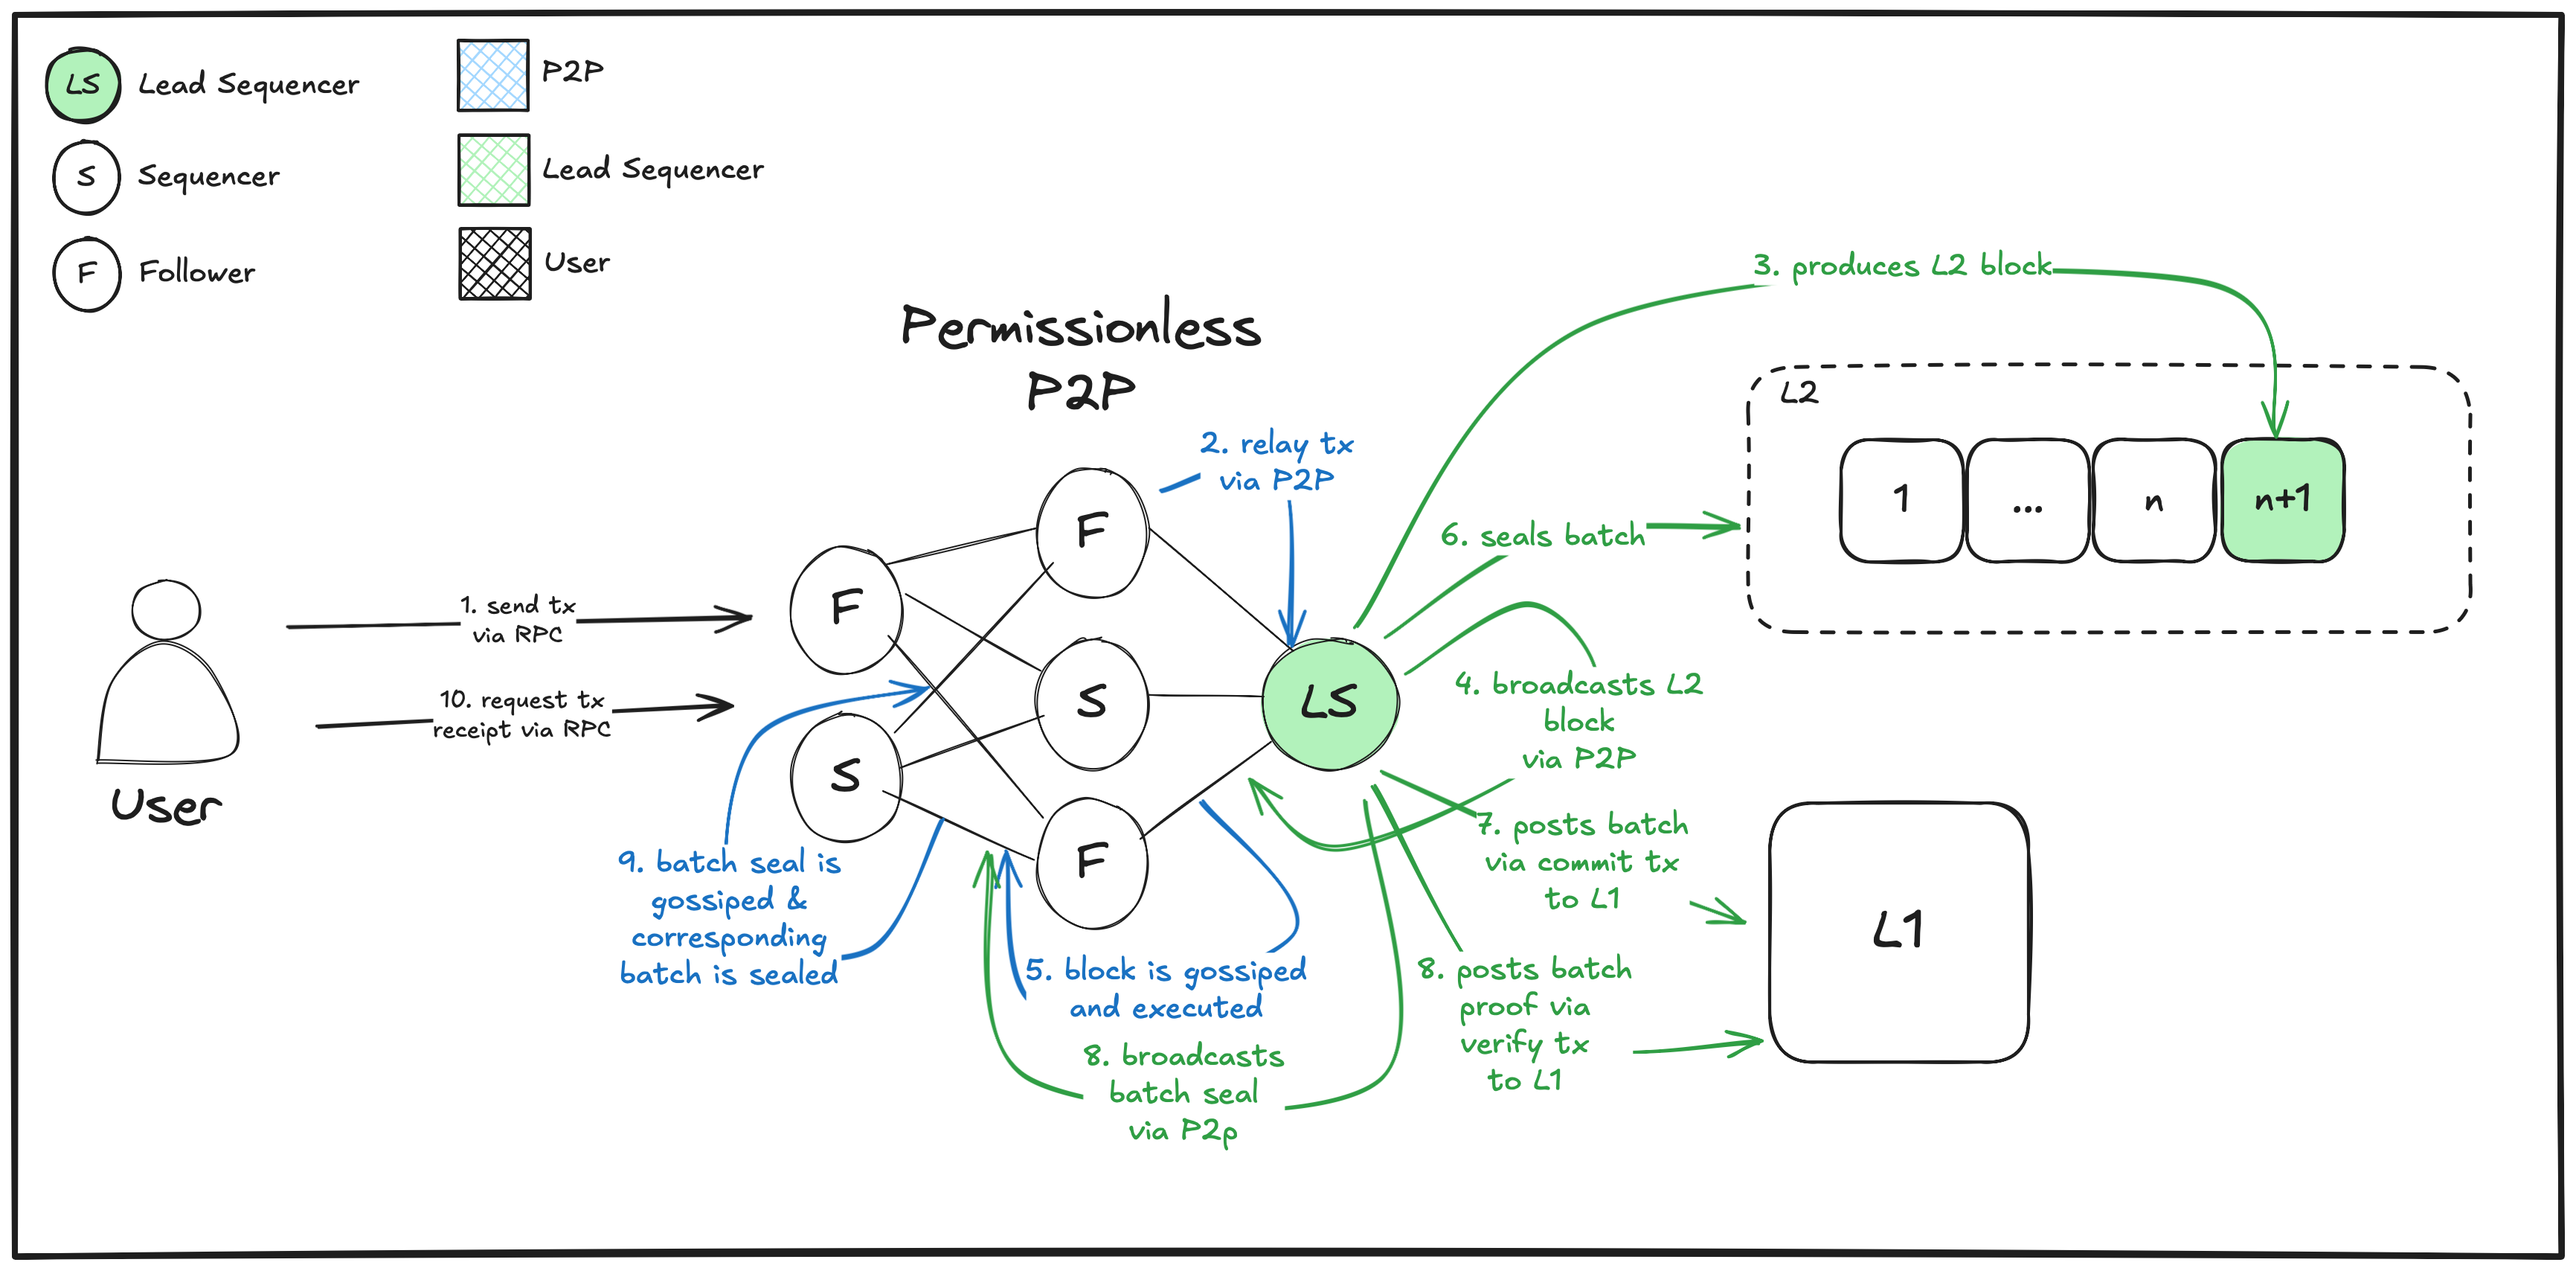 LS
Lead Sequencer
S
Sequencer
F
Follower
P2P
Lead Sequencer
User
Permissionless
P2P
1. send tx
via RPC
10. request tx
receipt via RPC
User
F
S
F
S
F
LS
2. relay tx
via P2P
3. produces L2 block
L2
1
...
n
n+1
6. seals batch
4. broadcasts L2
block
via P2P
7. posts batch
via commit tx
to L1
8. posts batch
proof via
verify tx
to L1
L1
9. batch seal is
gossiped &
corresponding
batch is sealed
5. block is gossiped
and executed
8. broadcasts
batch seal
via P2p